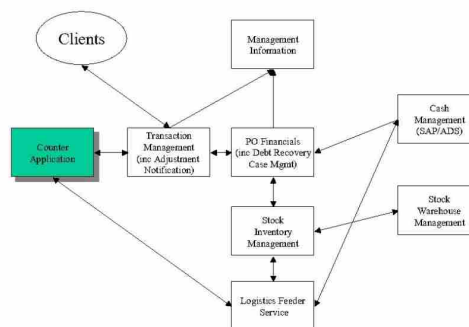 Clients
Management
Information
Counter
Application
Transaction
Management
(inc Adjustment
Notification)
PO Financials
(inc Debt Recovery
Case Mgmt)
Cash
Management
(SAP/ADS)
Stock
Inventory
Management
Stock
Warehouse
Management
Logistics Feeder
Service